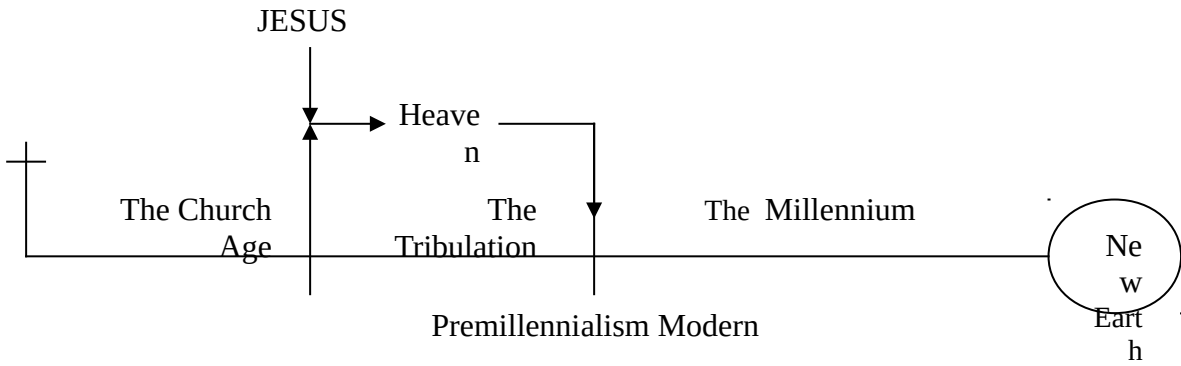 JESUS
Heave
n
The Church
Age
The
Tribulation
The Millennium
Ne
w
Eart
h
Premillennialism Modern